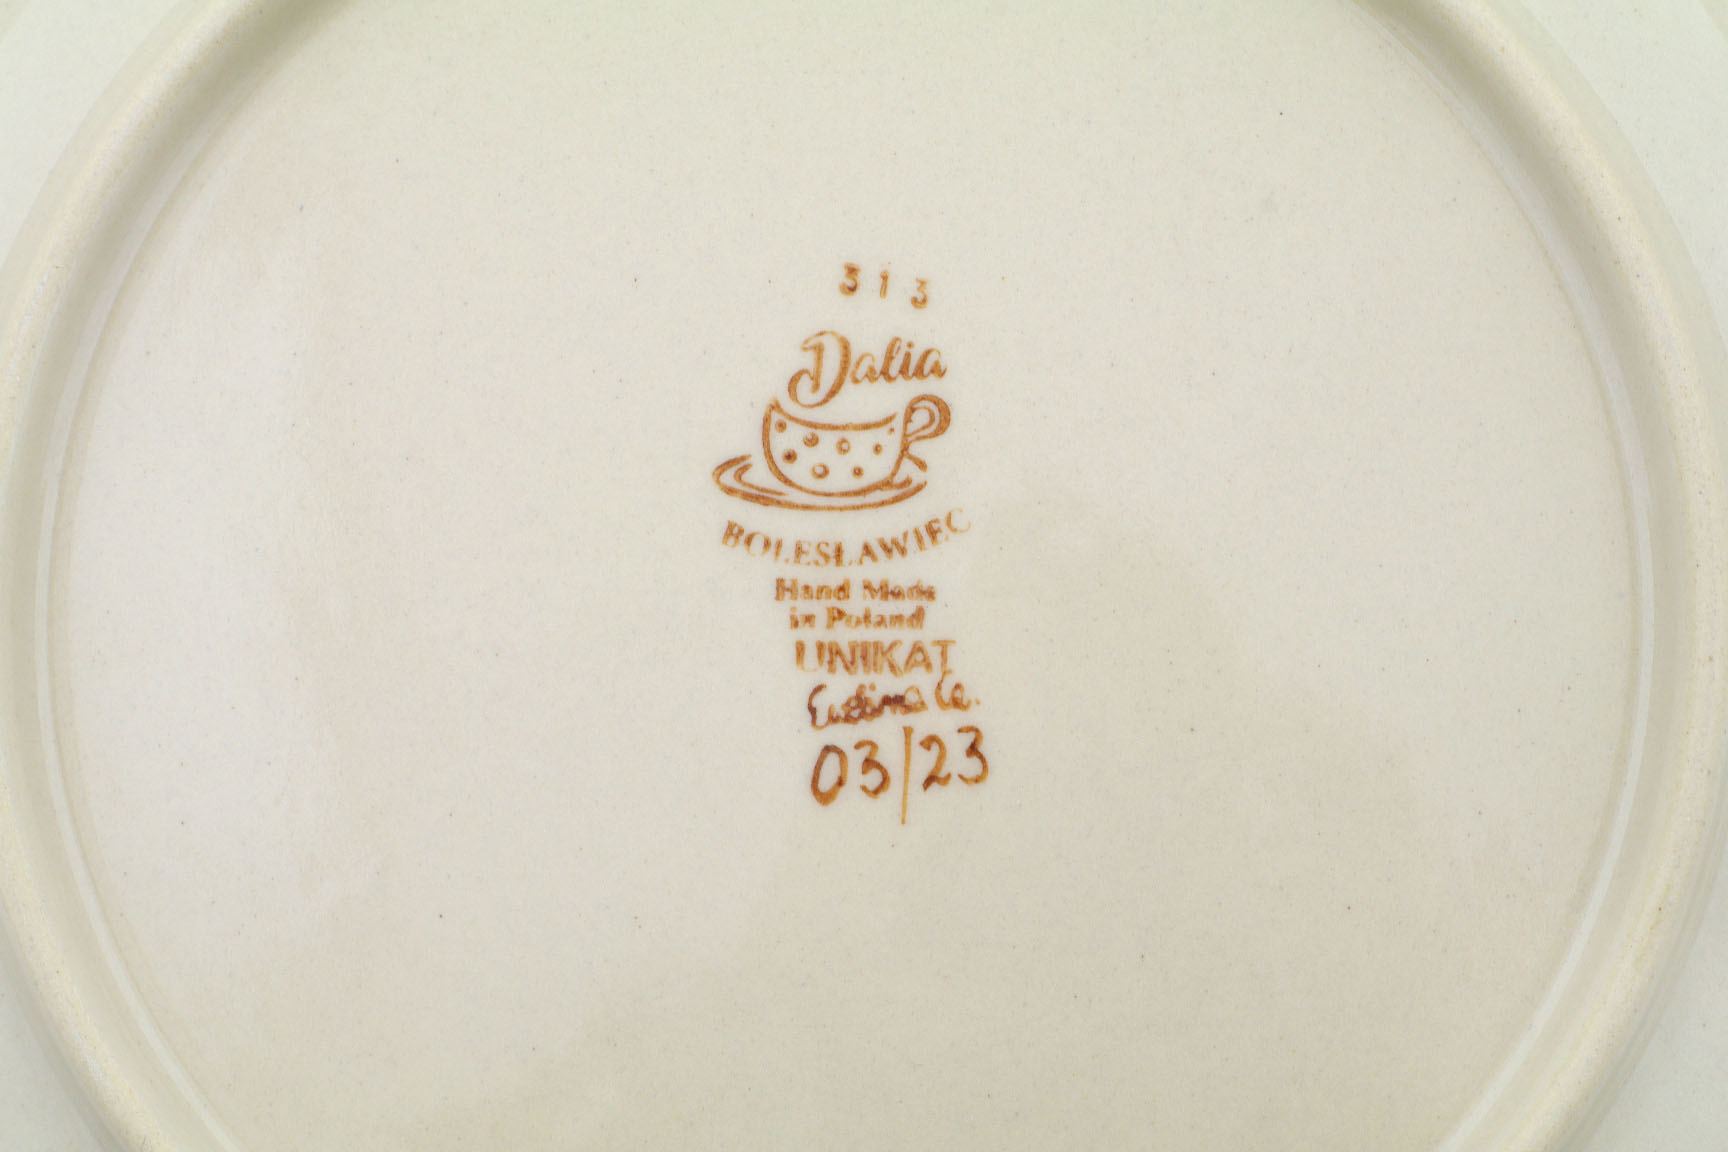 313
Dalia
BOLESŁAWIEC
Hand Made
in Poland
UNIKAT
03/23